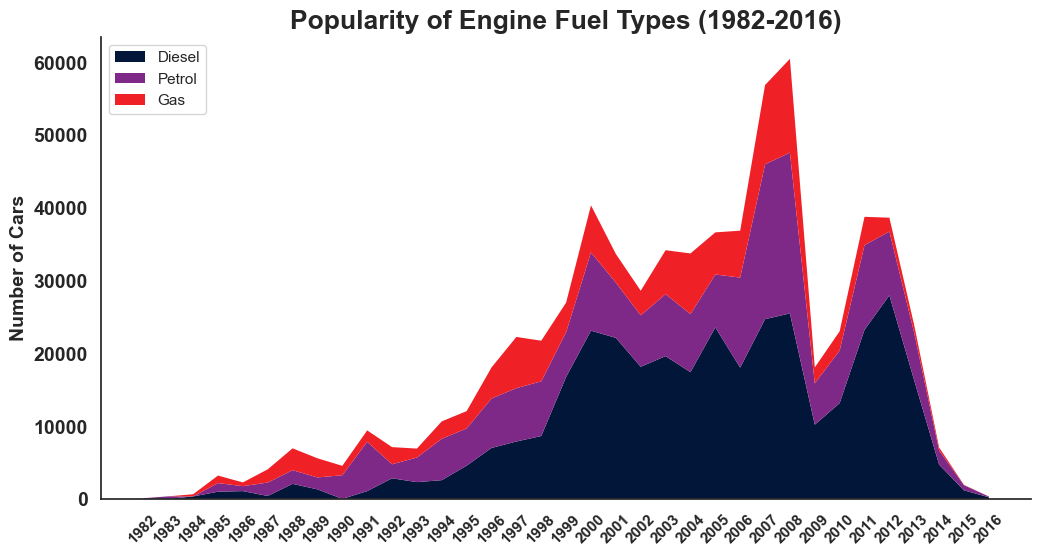 Popularity of Engine Fuel Types (1982-2016)
Diesel
Petrol
Gas
Number of Cars
60000
50000
40000
30000
20000
10000
0
1982 1983 1984 1985 1986 1987 1988 1989 1990 1991 1992 1993 1994 1995 1996 1997 1998 1999 2000 2001 2002 2003 2004 2005 2006 2007 2008 2009 2010 2011 2012 2013 2014 2015 2016